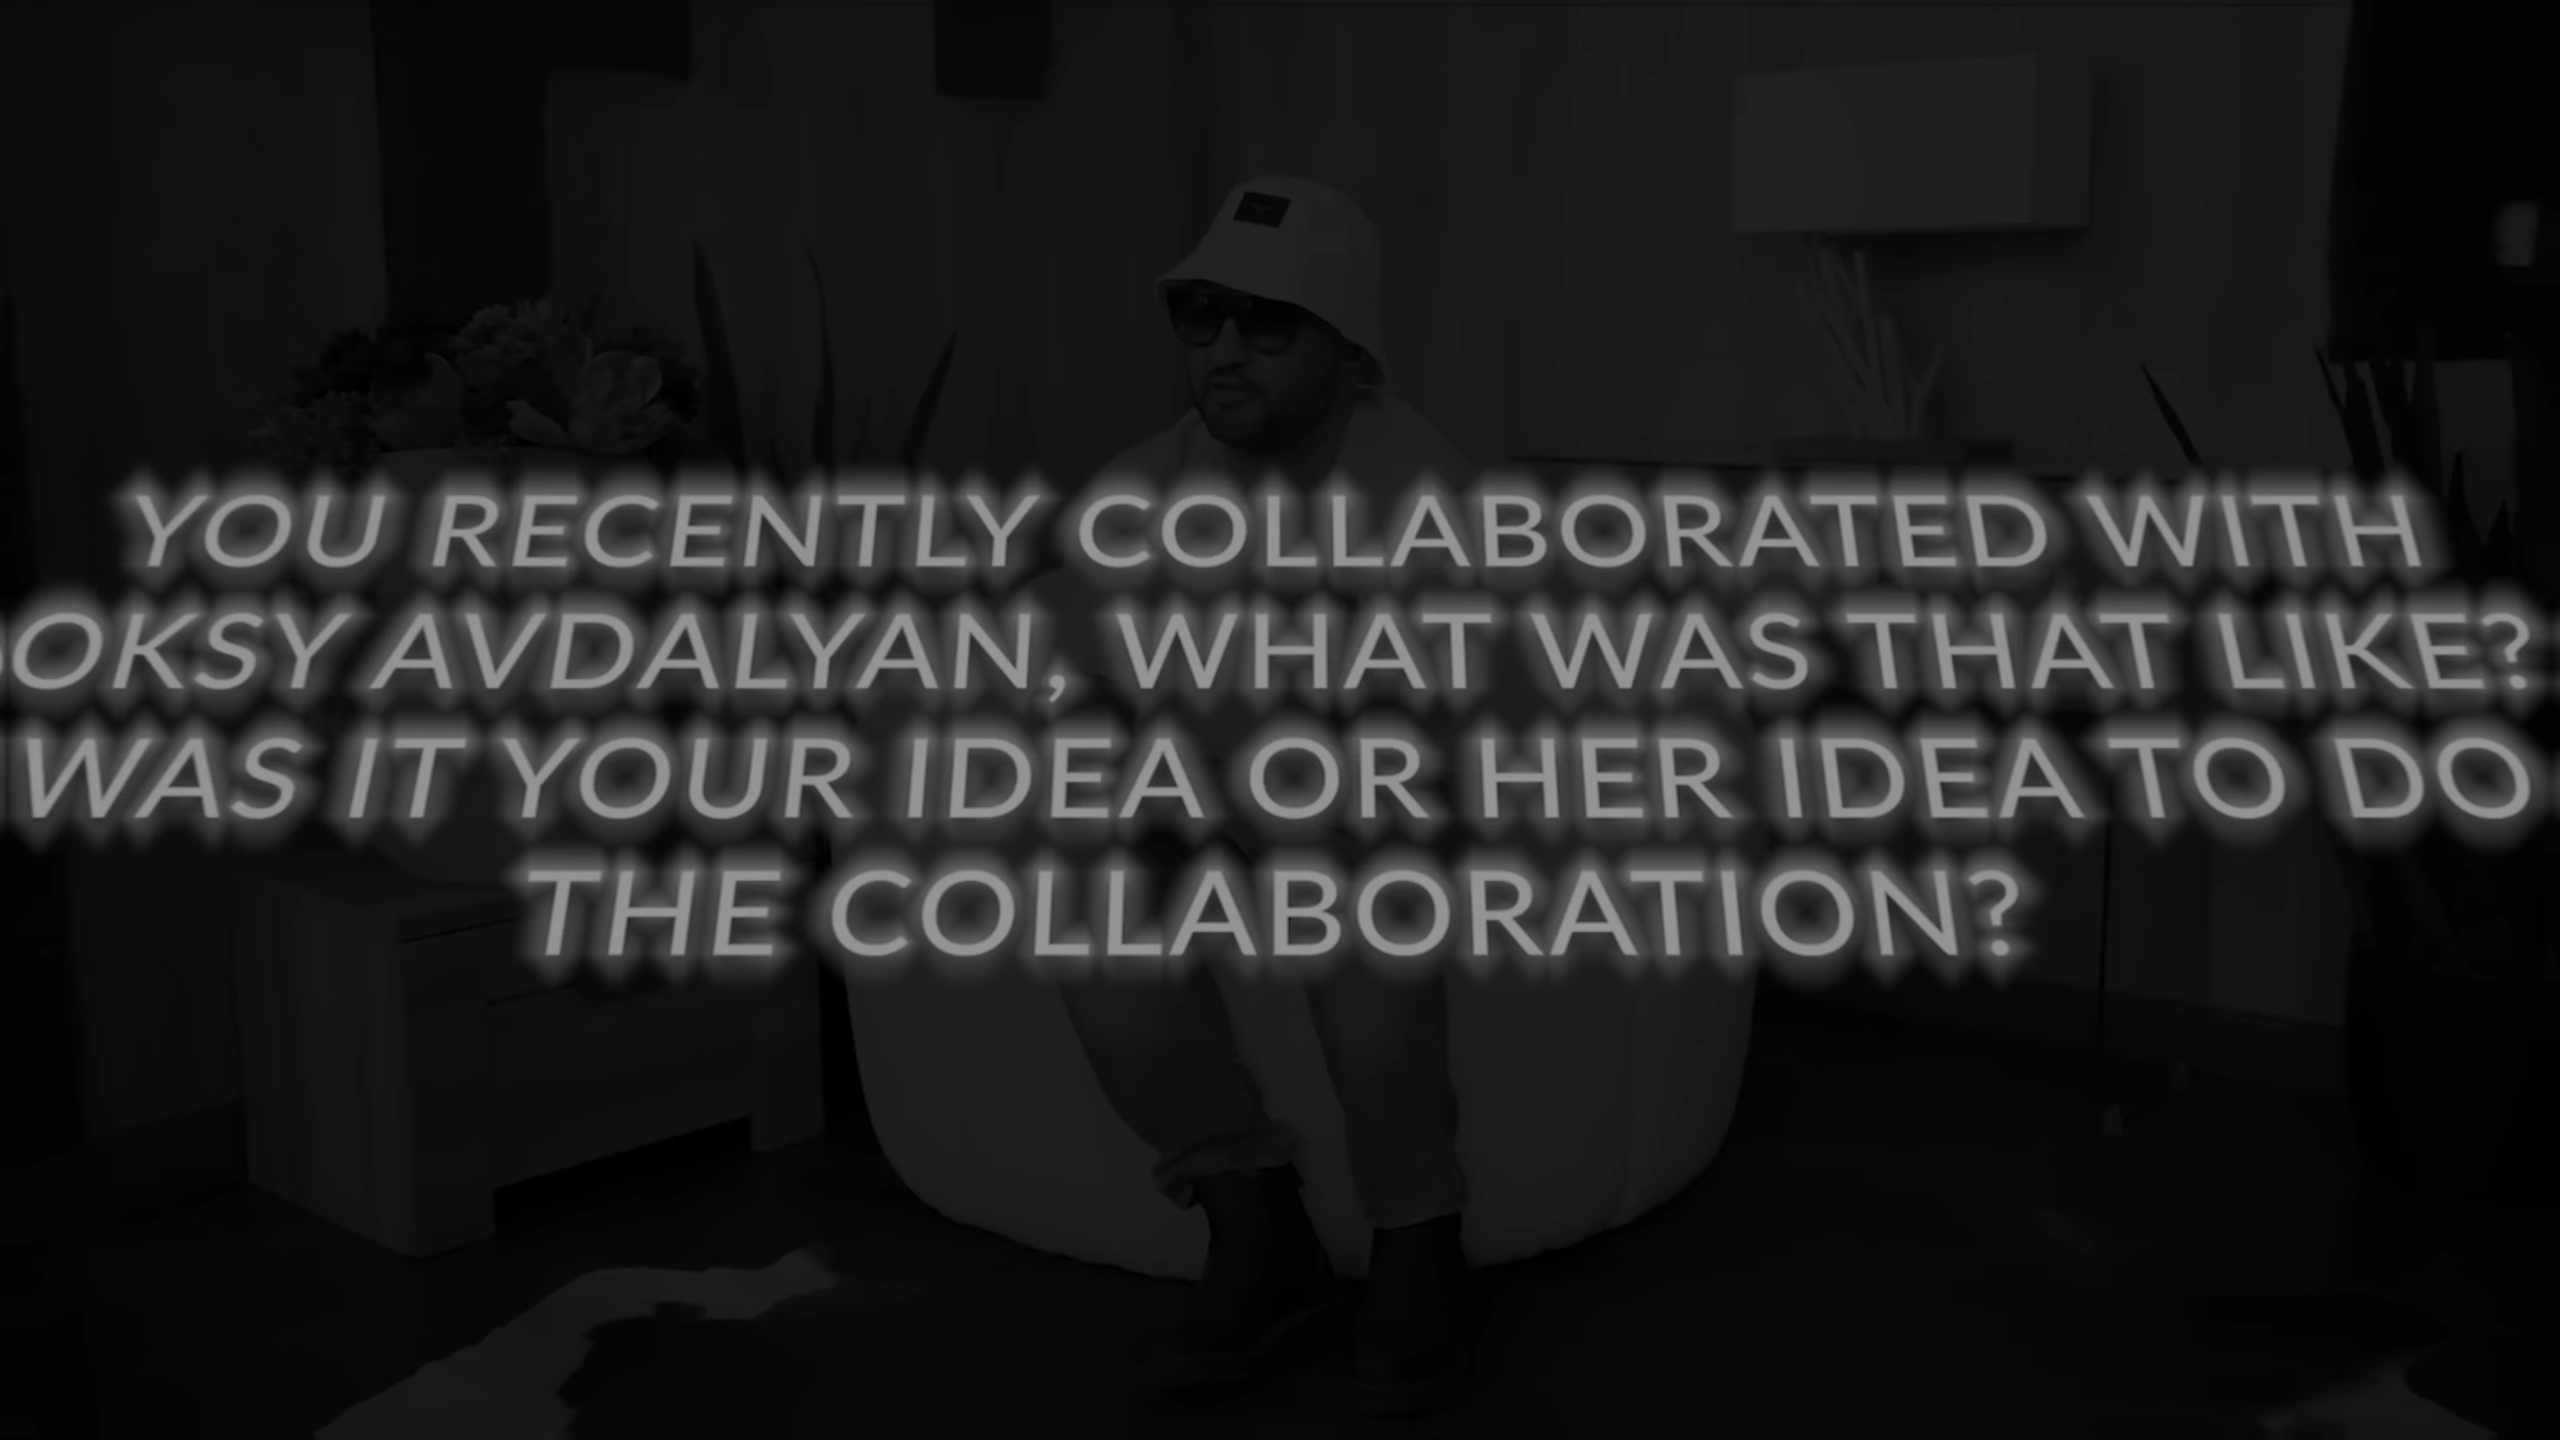 YOU RECENTLY COLLABORATED WITH
OKSY AVDALYAN, WHAT WAS THAT LIKE?
WAS IT YOUR IDEA OR HER IDEA TO DO
THE COLLABORATION?